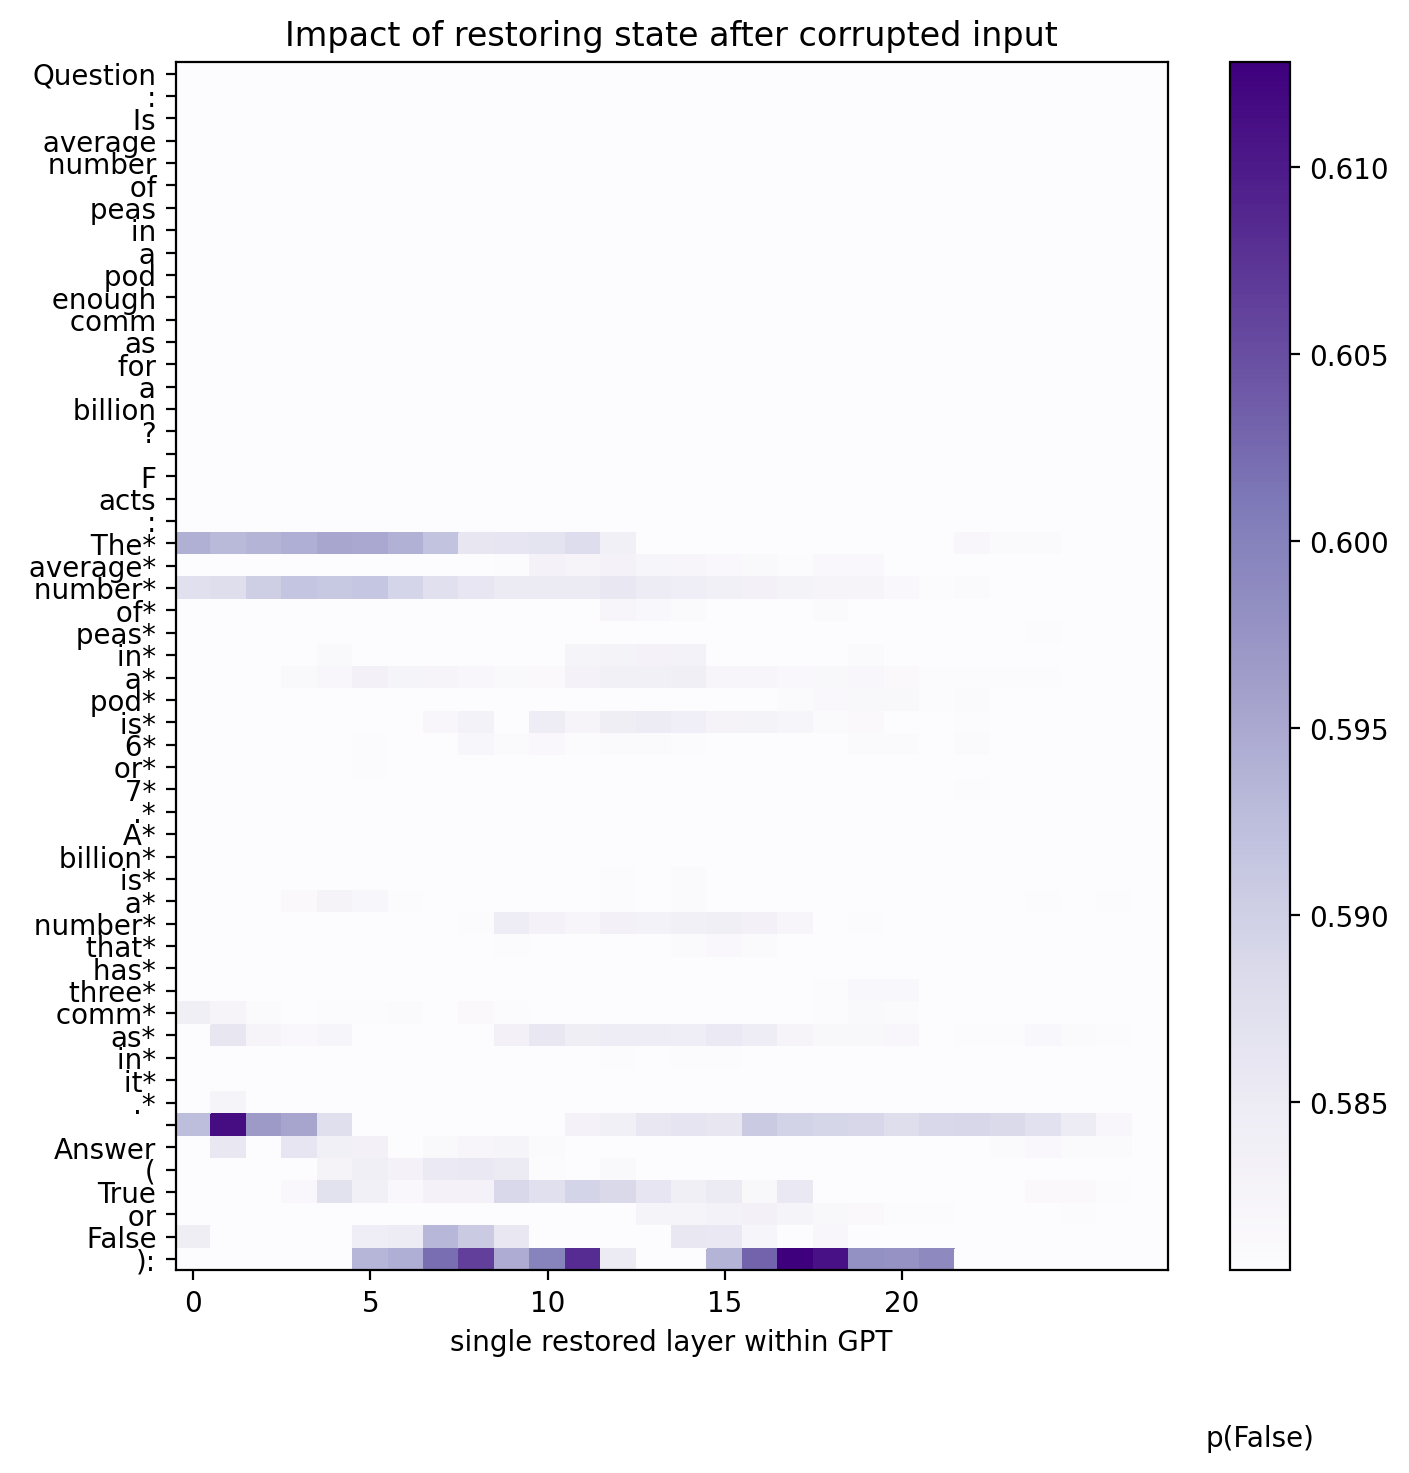 Impact of restoring state after corrupted input
Question
:
Is
average
number
of
peas
in
a
pod
enough
comm
as
for
a
billion
?
F
acts
:
The*
average*
number*
of*
peas*
in*
a*
pod*
is*
6*
or*
7*
.*
A*
billion*
is*
a*
number*
that*
has*
three*
comm*
as*
in*
it*
.*
Answer
(
True
or
False
):
0 5 10 15 20
single restored layer within GPT
0.610
0.605
0.600
0.595
0.590
0.585
p(False)